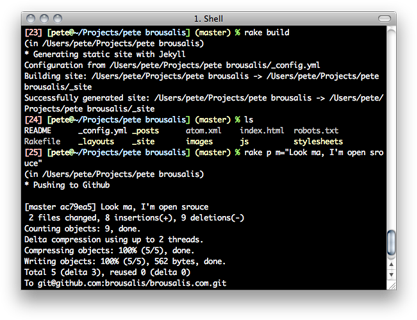 1. Shell
[23] [pete@~/Projects/pete brousalis] (master) % rake build
(in /Users/pete/Projects/pete brousalis)
* Generating static site with Jekyll
Configuration from /Users/pete/Projects/pete brousalis/_config.yml
Building site: /Users/pete/Projects/pete brousalis -> /Users/pete/Projects/pete
brousalis/_site
Successfully generated site: /Users/pete/Projects/pete brousalis -> /Users/pete/
Projects/pete brousalis/_site
[24] [pete@~/Projects/pete brousalis] (master) % ls
README _config.yml _posts atom.xml index.html robots.txt
Rakefile _layouts _site images js stylesheets
[25] [pete@~/Projects/pete brousalis] (master) % rake p m="Look ma, I'm open sro
uce"
(in /Users/pete/Projects/pete brousalis)
* Pushing to Github
[master ac79ea5] Look ma, I'm open srouce
2 files changed, 8 insertions(+), 9 deletions(-)
Counting objects: 9, done.
Delta compression using up to 2 threads.
Compressing objects: 100% (5/5), done.
Writing objects: 100% (5/5), 562 bytes, done.
Total 5 (delta 3), reused 0 (delta 0)
To git@github.com:brousalis/brousalis.com.git